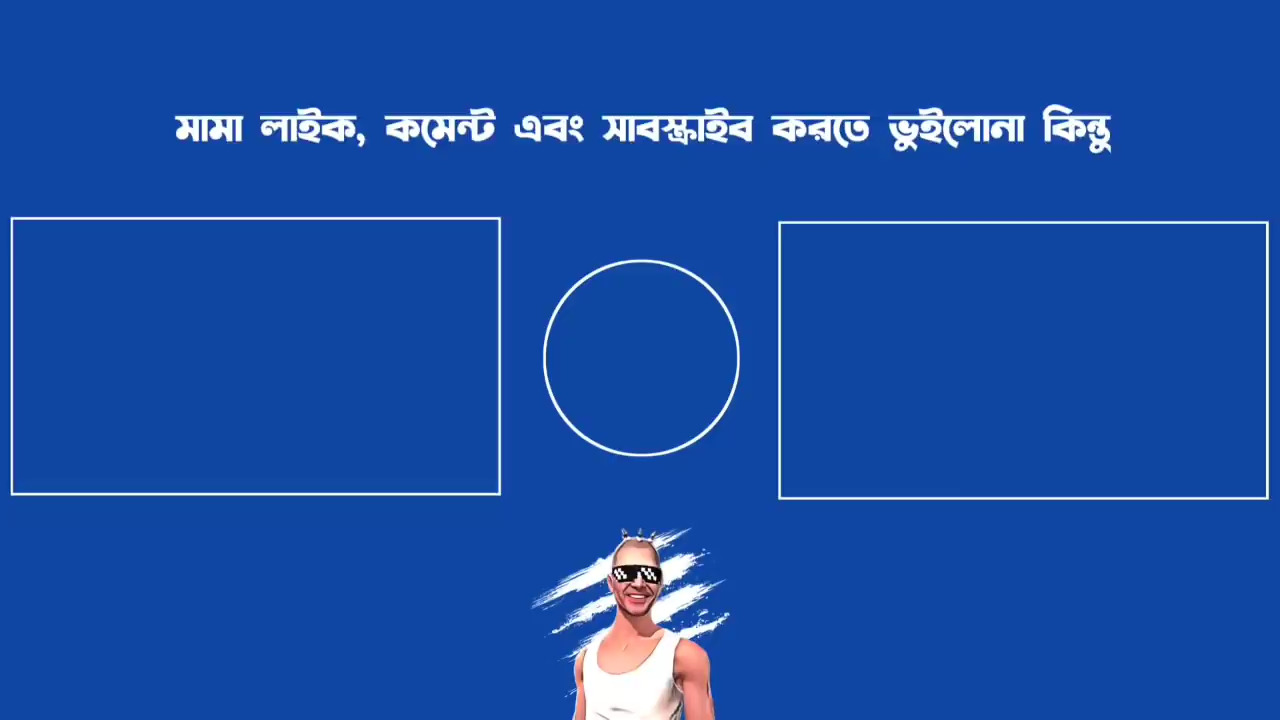 মামা লাইক, কমেন্ট এবং সাবস্ক্রাইব করতে ভুইলোনা কিন্তু